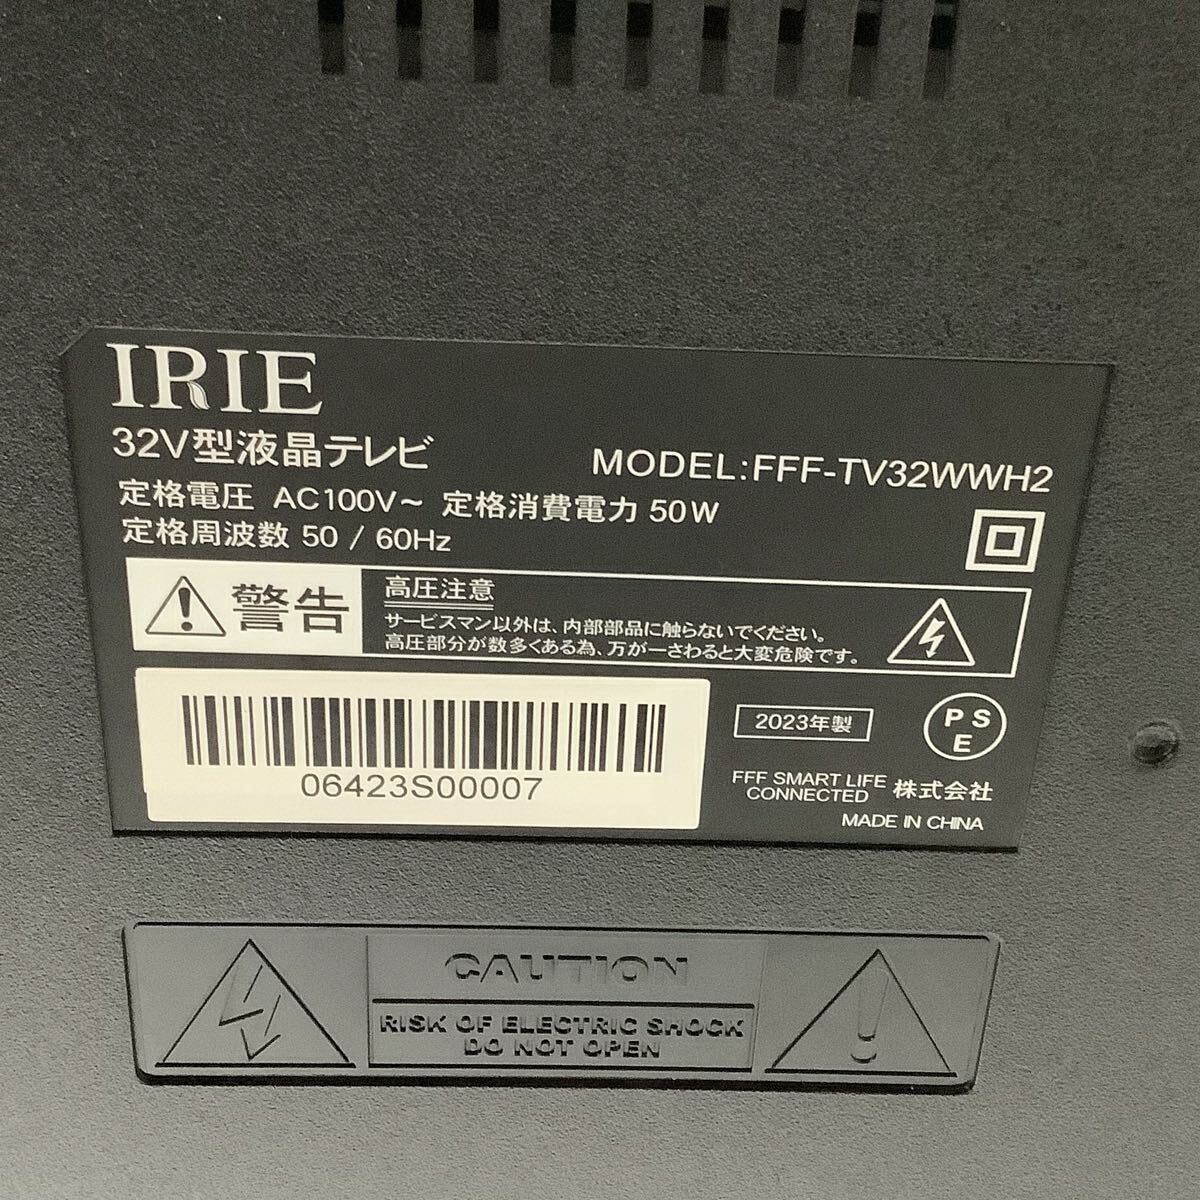 IRIE
32V型液晶テレビ
MODEL:FFF-TV32WWH2
定格電圧 AC100V～ 定格消費電力 50W
定格周波数 50 / 60Hz
警告
高圧注意
サービスマン以外は、内部部品に触らないでください。
高圧部分が数多くある為、万が一さわると大変危険です。
06423S00007
2023年製
PS
E
FFF SMART LIFE
CONNECTED 株式会社
MADE IN CHINA
CAUTION
RISK OF ELECTRIC SHOCK
DO NOT OPEN